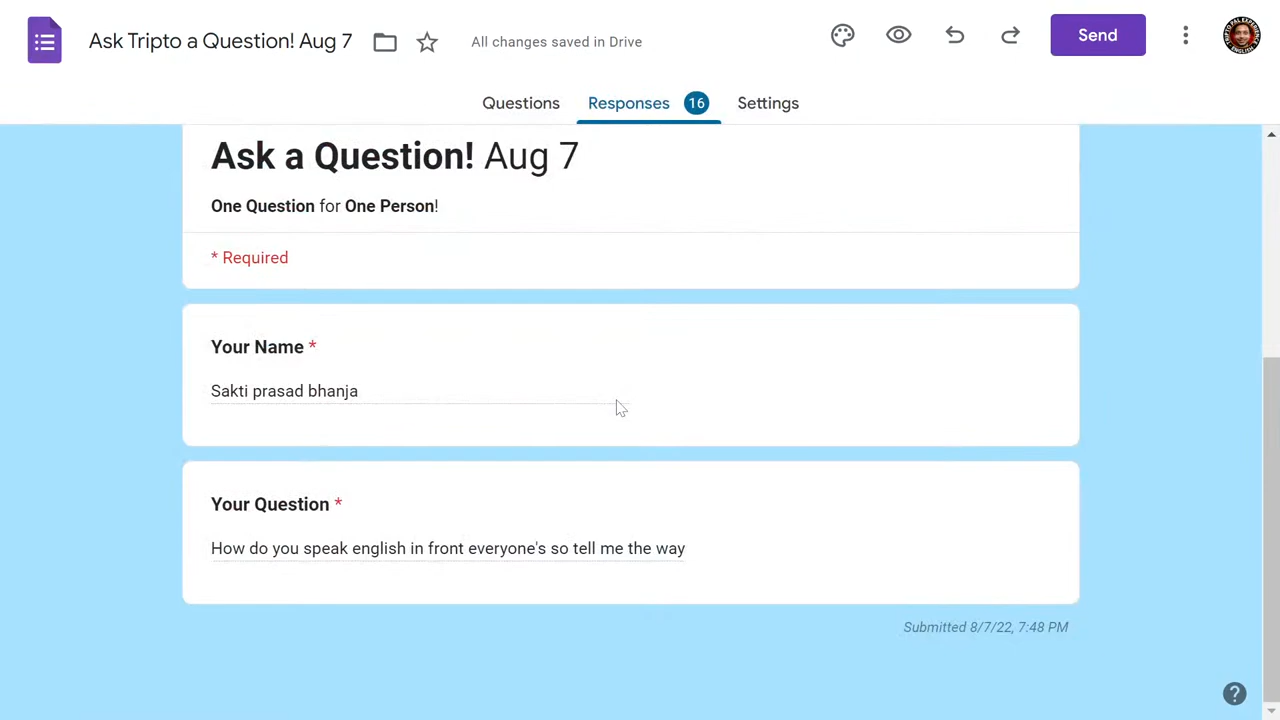 Ask Tripto a Question! Aug 7
All changes saved in Drive
Send
Questions
Responses 16
Settings
Ask a Question! Aug 7
One Question for One Person!
* Required
Your Name *
Sakti prasad bhanja
Your Question *
How do you speak english in front everyone's so tell me the way
Submitted 8/7/22, 7:48 PM